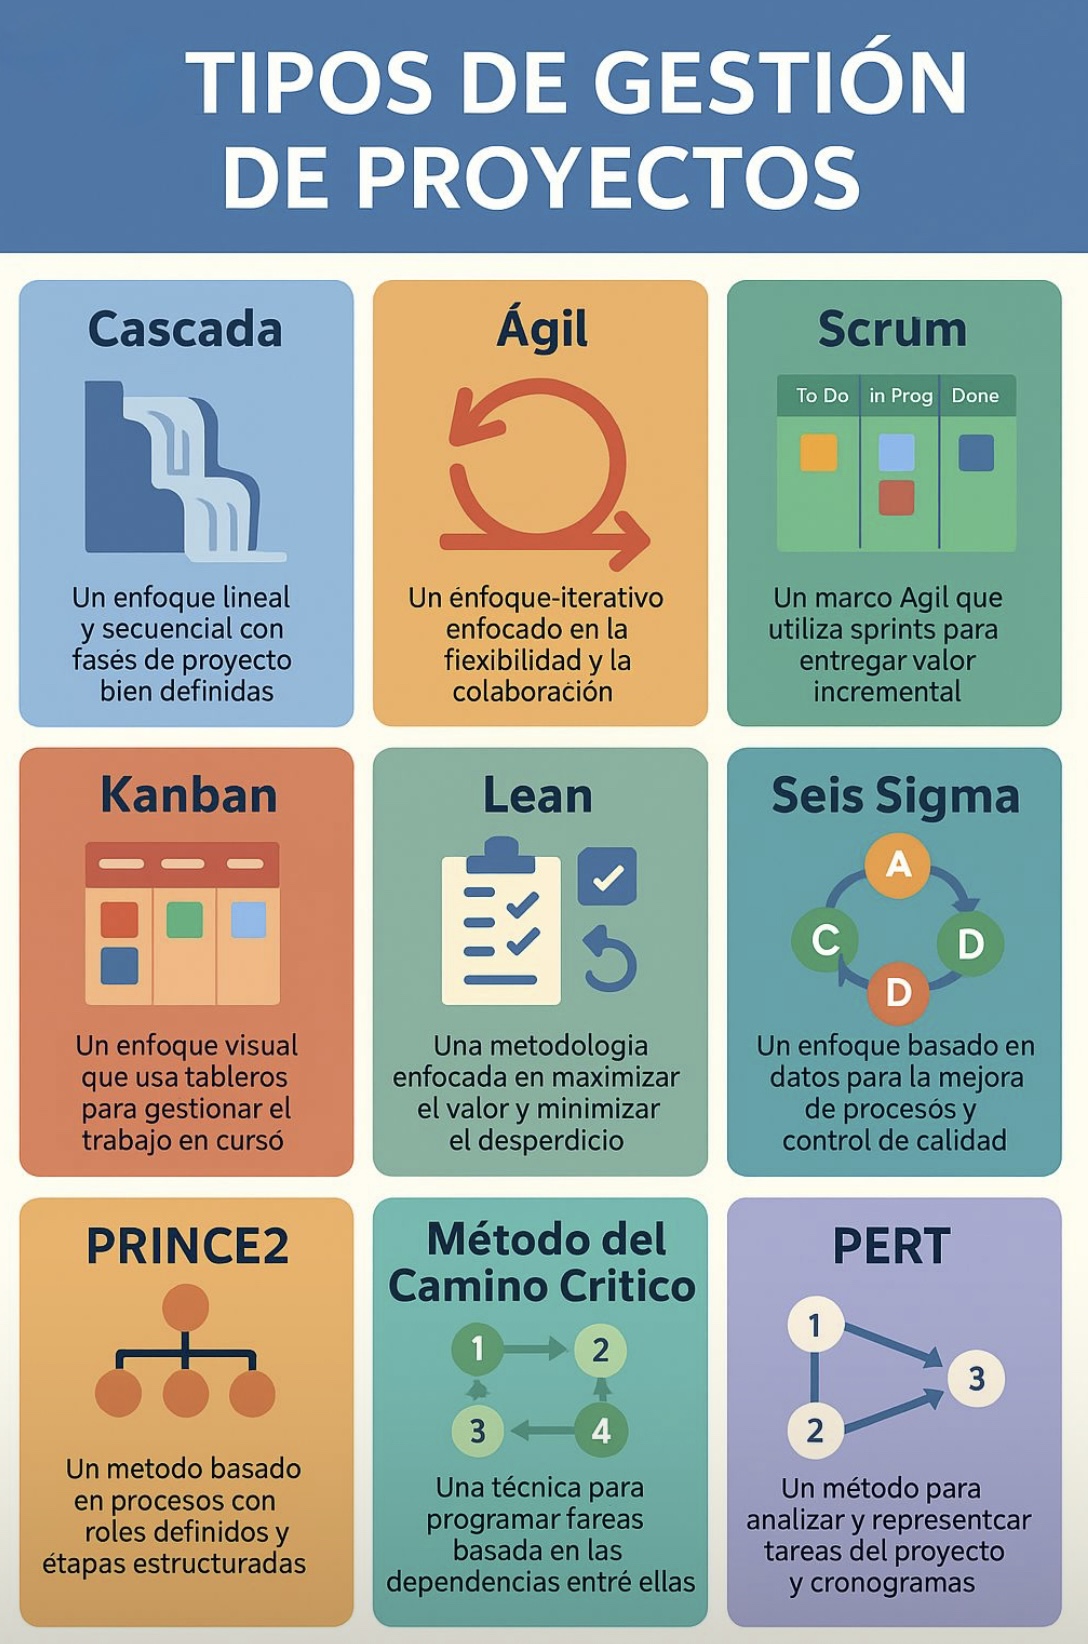 TIPOS DE GESTIÓN
DE PROYECTOS
Cascada
Un enfoque lineal
y secuencial con
fasés de proyecto
bien definidas
Ágil
Un énfoque-iterativo
enfocado en la
fiexibilidad y la
colaboración
Scrum
To Do in Prog Done
Un marco Agil que
utiliza sprints para
entregar valor
incremental
Kanban
Un enfoque visual
que usa tableros
para gestionar el
trabajo en cursó
Lean
Una metodologia
enfocada en maximizar
el valor y minimizar
el desperdicio
Seis Sigma
A
C D
D
Un enfoque basado en
datos para la mejora
de procesós y
control de calidad
PRINCE2
Un metodo basado
en procesos con
roles definidos y
étapas estructuradas
Método del
Camino Critico
1 2
3 4
Una técnica para
programar fareas
basada en las
dependencias entré ellas
PERT
1
3
2
Un método para
analizar y representcar
tareas del proyecto
y cronogramas